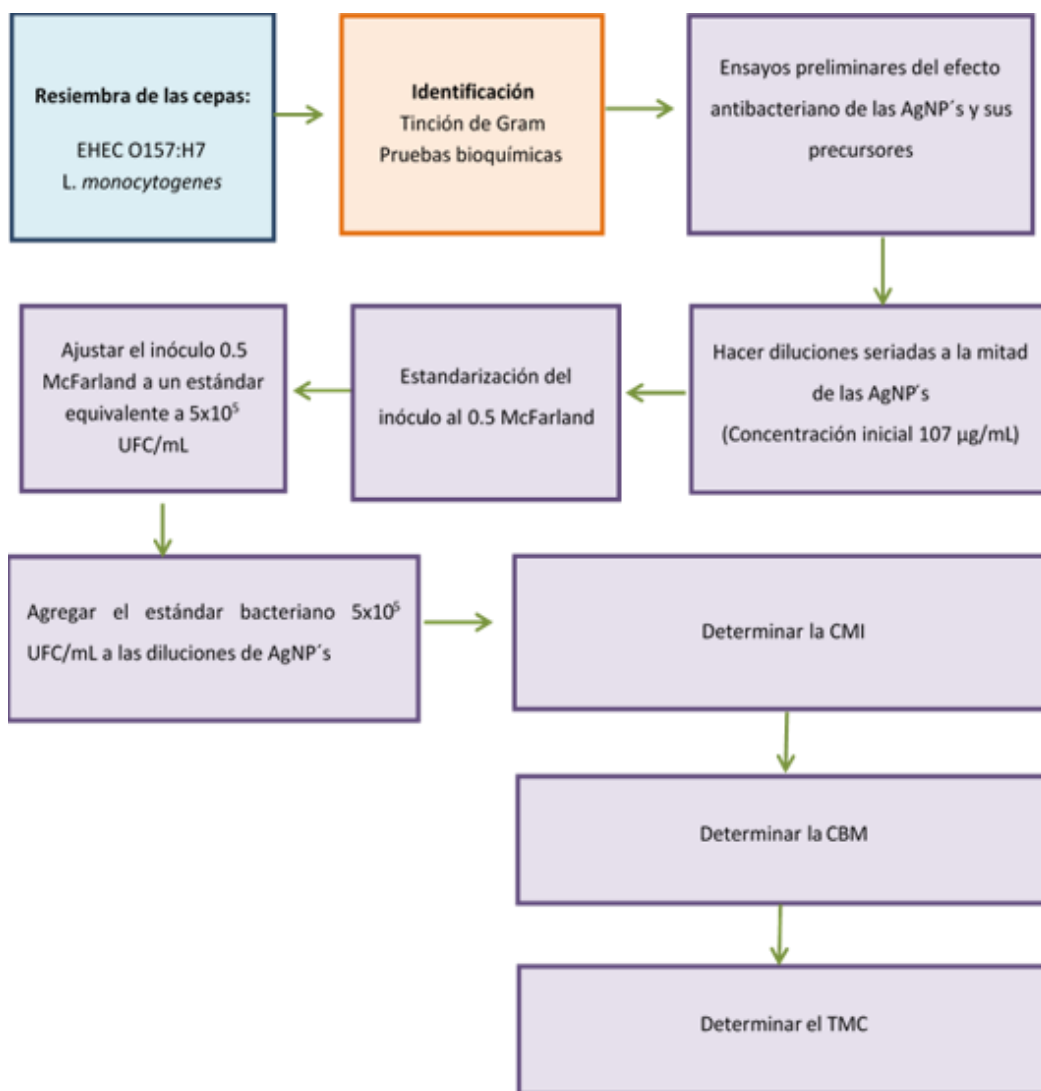 Resiembra de las cepas:
EHEC O157:H7
L. monocytogenes
Identificación
Tinción de Gram
Pruebas bioquímicas
Ensayos preliminares del efecto
antibacteriano de las AgNP´s y sus
precursores
Hacer diluciones seriadas a la mitad
de las AgNP´s
(Concentración inicial 107 µg/mL)
Estandarización del
inóculo al 0.5 McFarland
Ajustar el inóculo 0.5
McFarland a un estándar
equivalente a 5x10⁵
UFC/mL
Agregar el estándar bacteriano 5x10⁵
UFC/mL a las diluciones de AgNP´s
Determinar la CMI
Determinar la CBM
Determinar el TMC